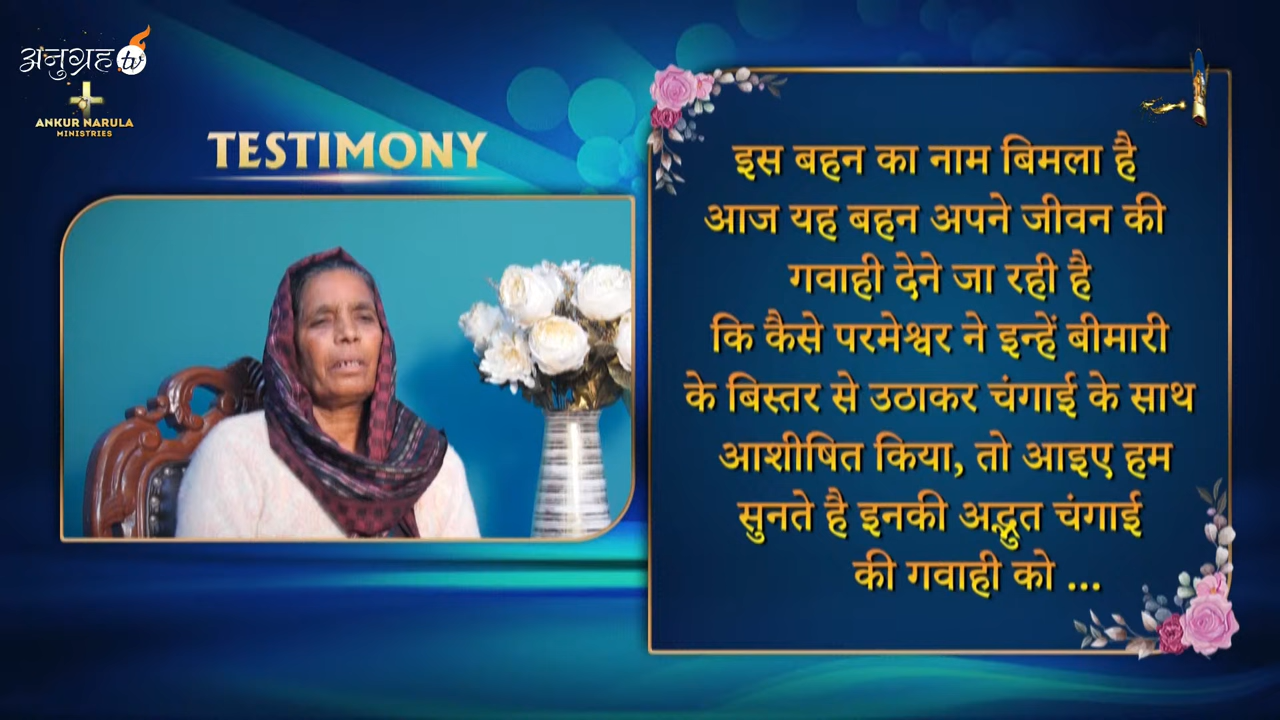 अनुग्रह tv
ANKUR NARULA
MINISTRIES
TESTIMONY
इस बहन का नाम बिमला है
आज यह बहन अपने जीवन की
गवाही देने जा रही है
कि कैसे परमेश्वर ने इन्हें बीमारी
के बिस्तर से उठाकर चंगाई के साथ
आशीषित किया, तो आइए हम
सुनते है इनकी अद्भुत चंगाई
की गवाही को ...